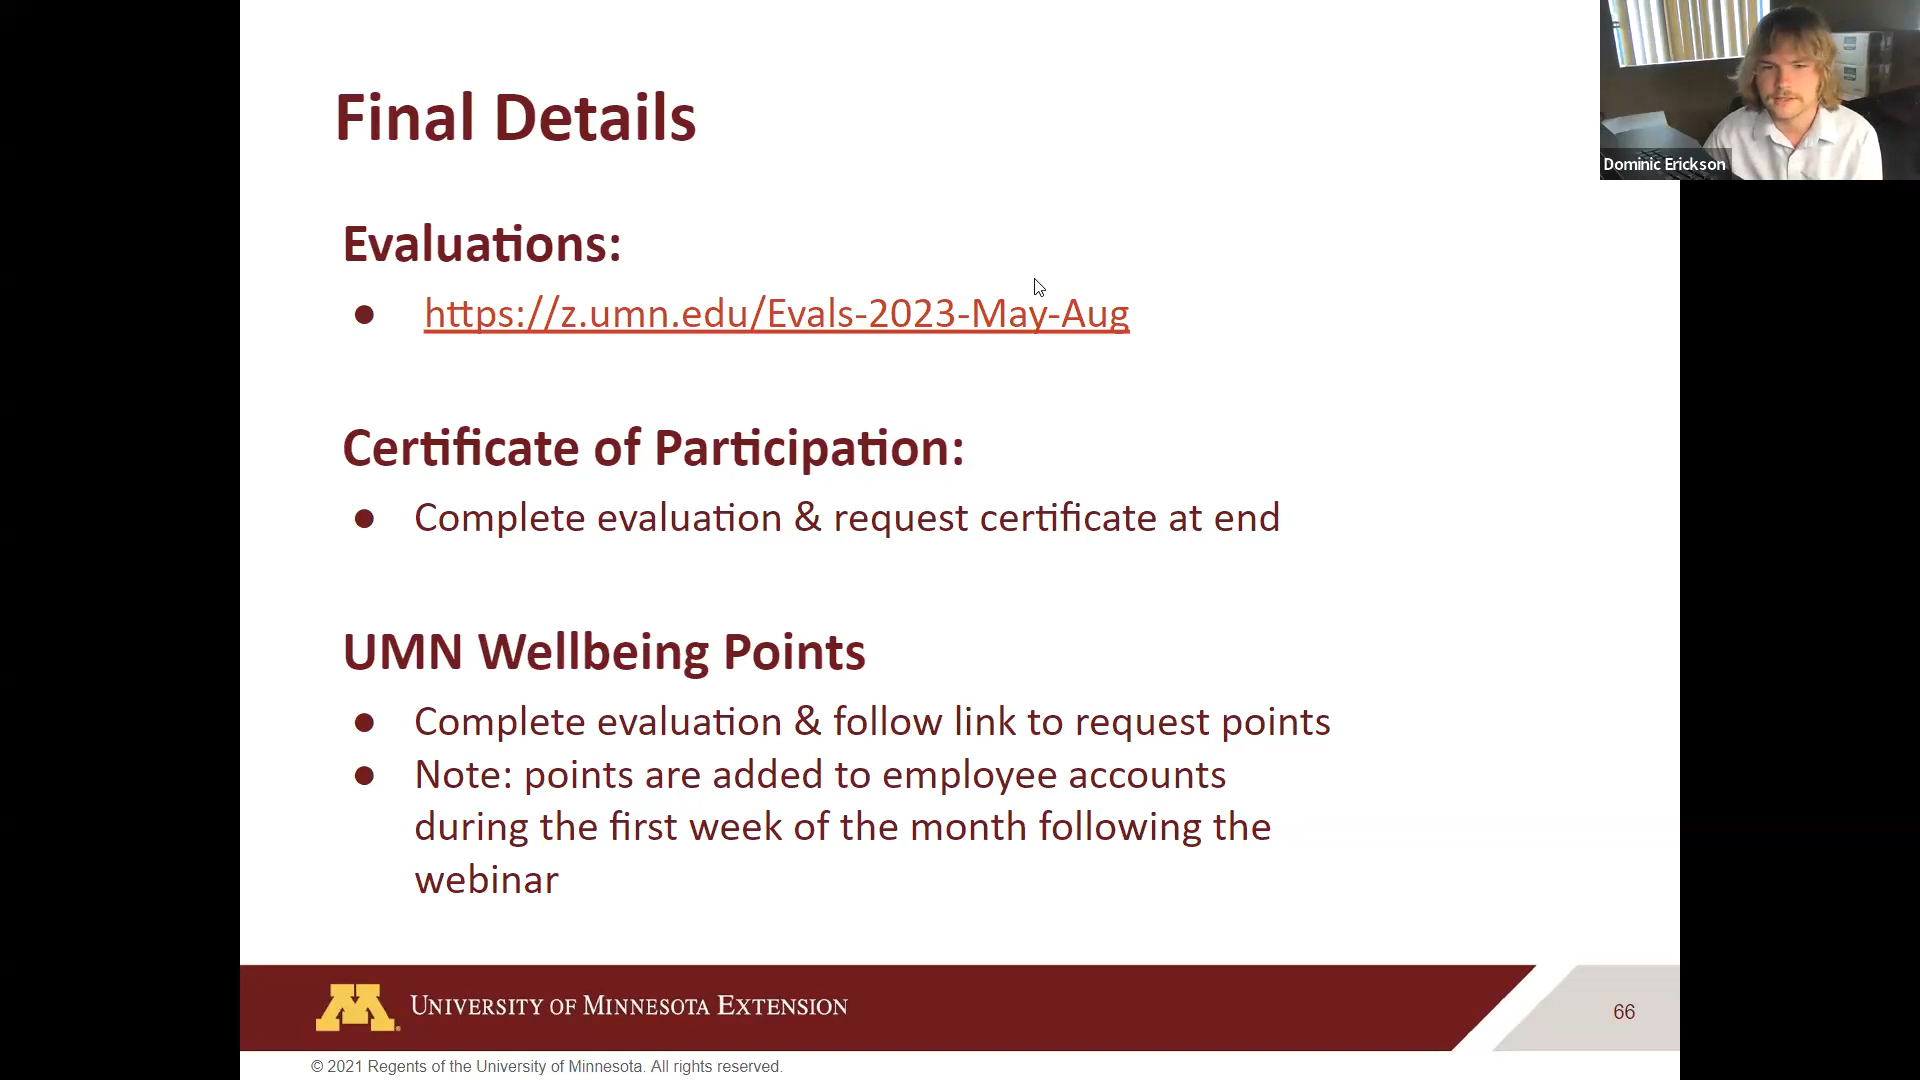 Final Details
Dominic Erickson
Evaluations:
● https://z.umn.edu/Evals-2023-May-Aug
Certificate of Participation:
● Complete evaluation & request certificate at end
UMN Wellbeing Points
● Complete evaluation & follow link to request points
● Note: points are added to employee accounts
during the first week of the month following the
webinar
M UNIVERSITY OF MINNESOTA EXTENSION
66
© 2021 Regents of the University of Minnesota. All rights reserved.